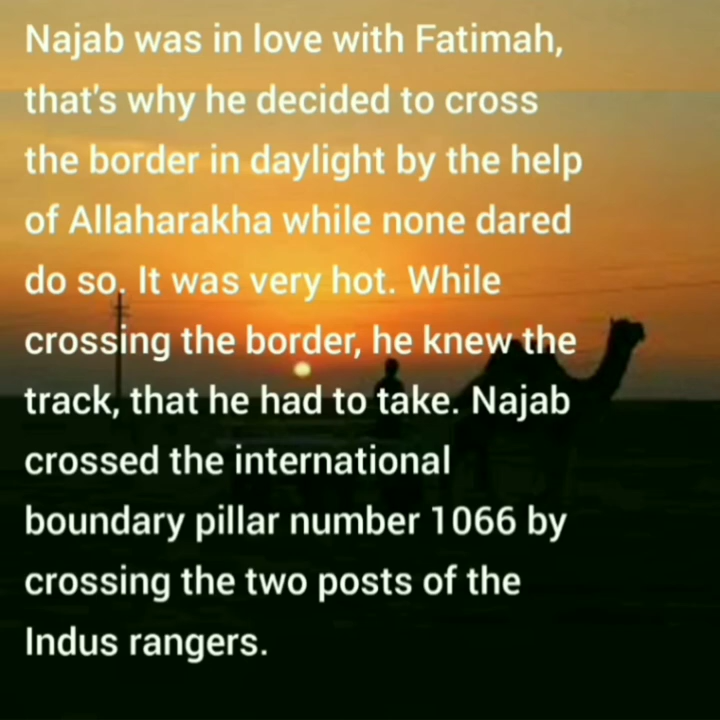 Najab was in love with Fatimah,
that's why he decided to cross
the border in daylight by the help
of Allaharakha while none dared
do so. It was very hot. While
crossing the border, he knew the
track, that he had to take. Najab
crossed the international
boundary pillar number 1066 by
crossing the two posts of the
Indus rangers.